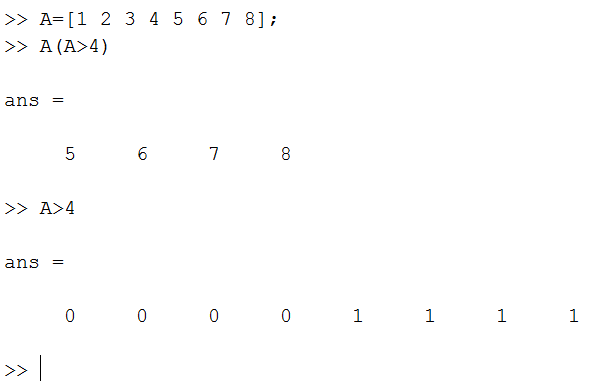 >> A=[1 2 3 4 5 6 7 8];
>> A(A>4)
ans =
5 6 7 8
>> A>4
ans =
0 0 0 0 1 1 1 1
>>